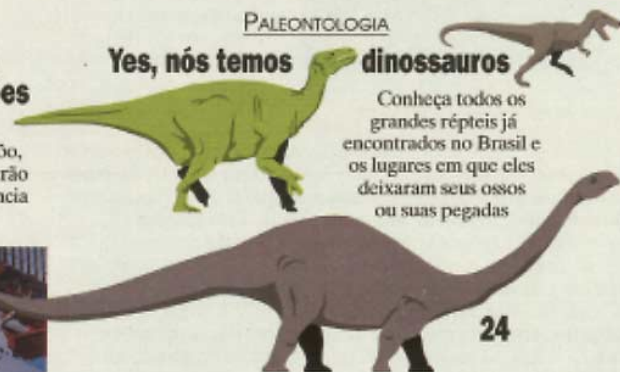 PALEONTOLOGIA
Yes, nós temos dinossauros
Conheça todos os
grandes répteis já
encontrados no Brasil e
os lugares em que eles
deixaram seus ossos
ou suas pegadas
24
es